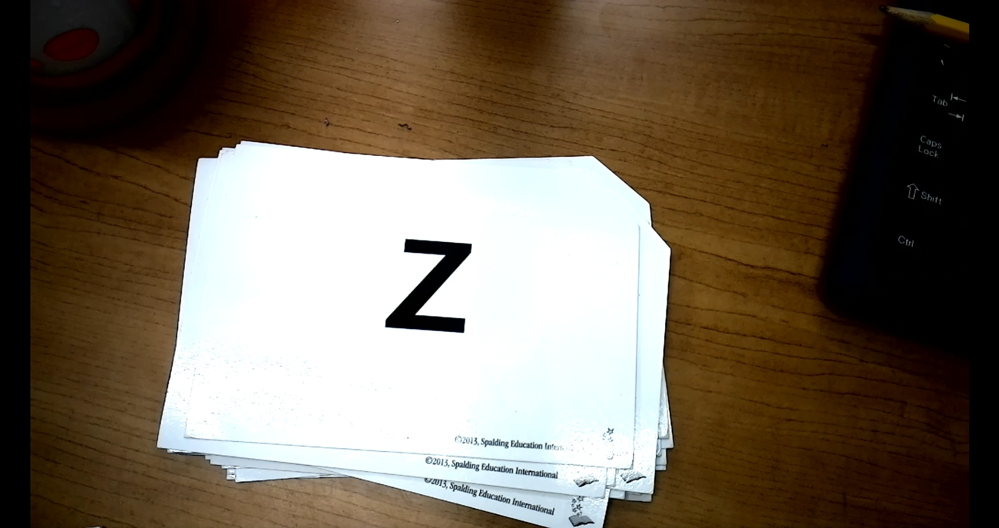 z
©2013, Spalding Education
©2013, Spalding Education International
©2013, Spalding Education International
Tab
Caps
Lock
Shift
Ctrl